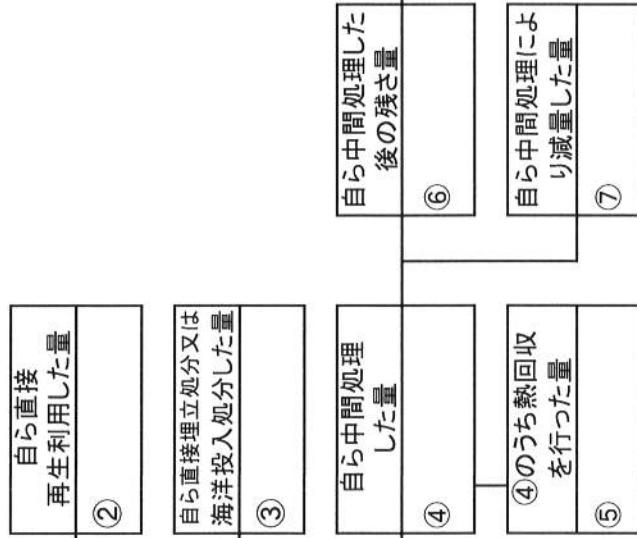 自ら直接
再生利用した量
②
自ら直接埋立処分又は
海洋投入処分した量
③
自ら中間処理
した量
④
④のうち熱回収
を行った量
⑤
自ら中間処理した
後の残さ量
⑥
自ら中間処理によ
り減量した量
⑦